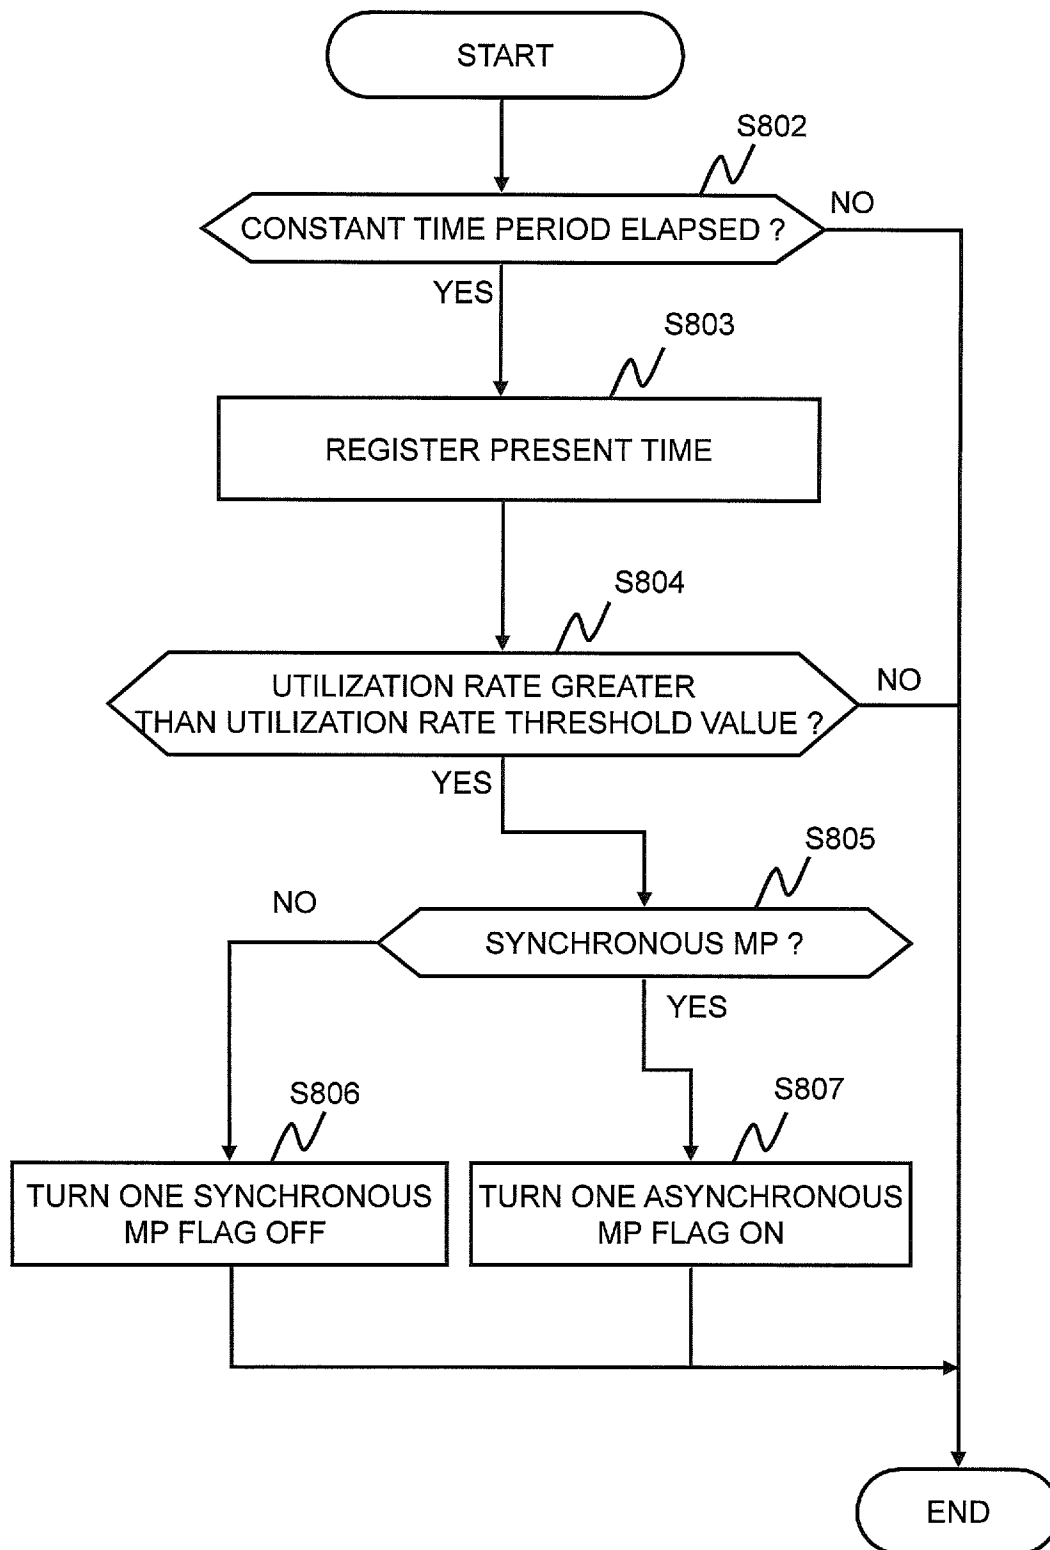 START
S802
CONSTANT TIME PERIOD ELAPSED ?
NO
YES
S803
REGISTER PRESENT TIME
S804
UTILIZATION RATE GREATER
THAN UTILIZATION RATE THRESHOLD VALUE ?
NO
YES
S805
NO
SYNCHRONOUS MP ?
YES
S806
S807
TURN ONE SYNCHRONOUS
MP FLAG OFF
TURN ONE ASYNCHRONOUS
MP FLAG ON
END